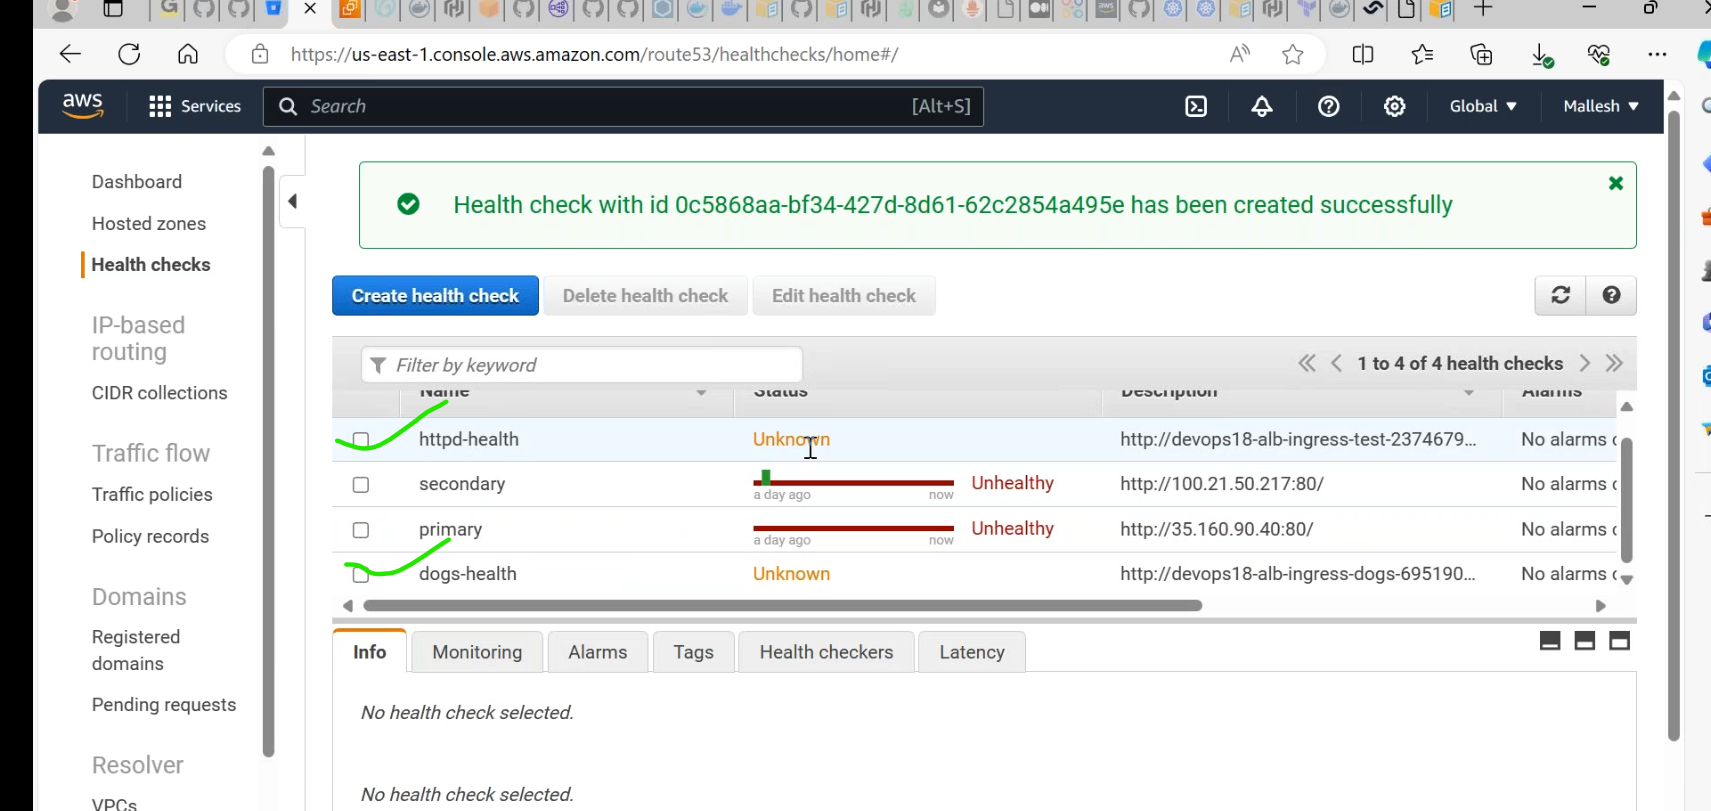 https://us-east-1.console.aws.amazon.com/route53/healthchecks/home#/
aws
Services
Search
[Alt+S]
Global
Mallesh
Dashboard
Hosted zones
Health checks
IP-based
routing
CIDR collections
Traffic flow
Traffic policies
Policy records
Domains
Registered
domains
Pending requests
Resolver
VPCs
Health check with id 0c5868aa-bf34-427d-8d61-62c2854a495e has been created successfully
Create health check
Delete health check
Edit health check
Filter by keyword
1 to 4 of 4 health checks
Name
Status
Description
Alarms
httpd-health
Unknown
http://devops18-alb-ingress-test-2374679...
No alarms
secondary
a day ago
now
Unhealthy
http://100.21.50.217:80/
No alarms
primary
a day ago
now
Unhealthy
http://35.160.90.40:80/
No alarms
dogs-health
Unknown
http://devops18-alb-ingress-dogs-695190...
No alarms
Info
Monitoring
Alarms
Tags
Health checkers
Latency
No health check selected.
No health check selected.